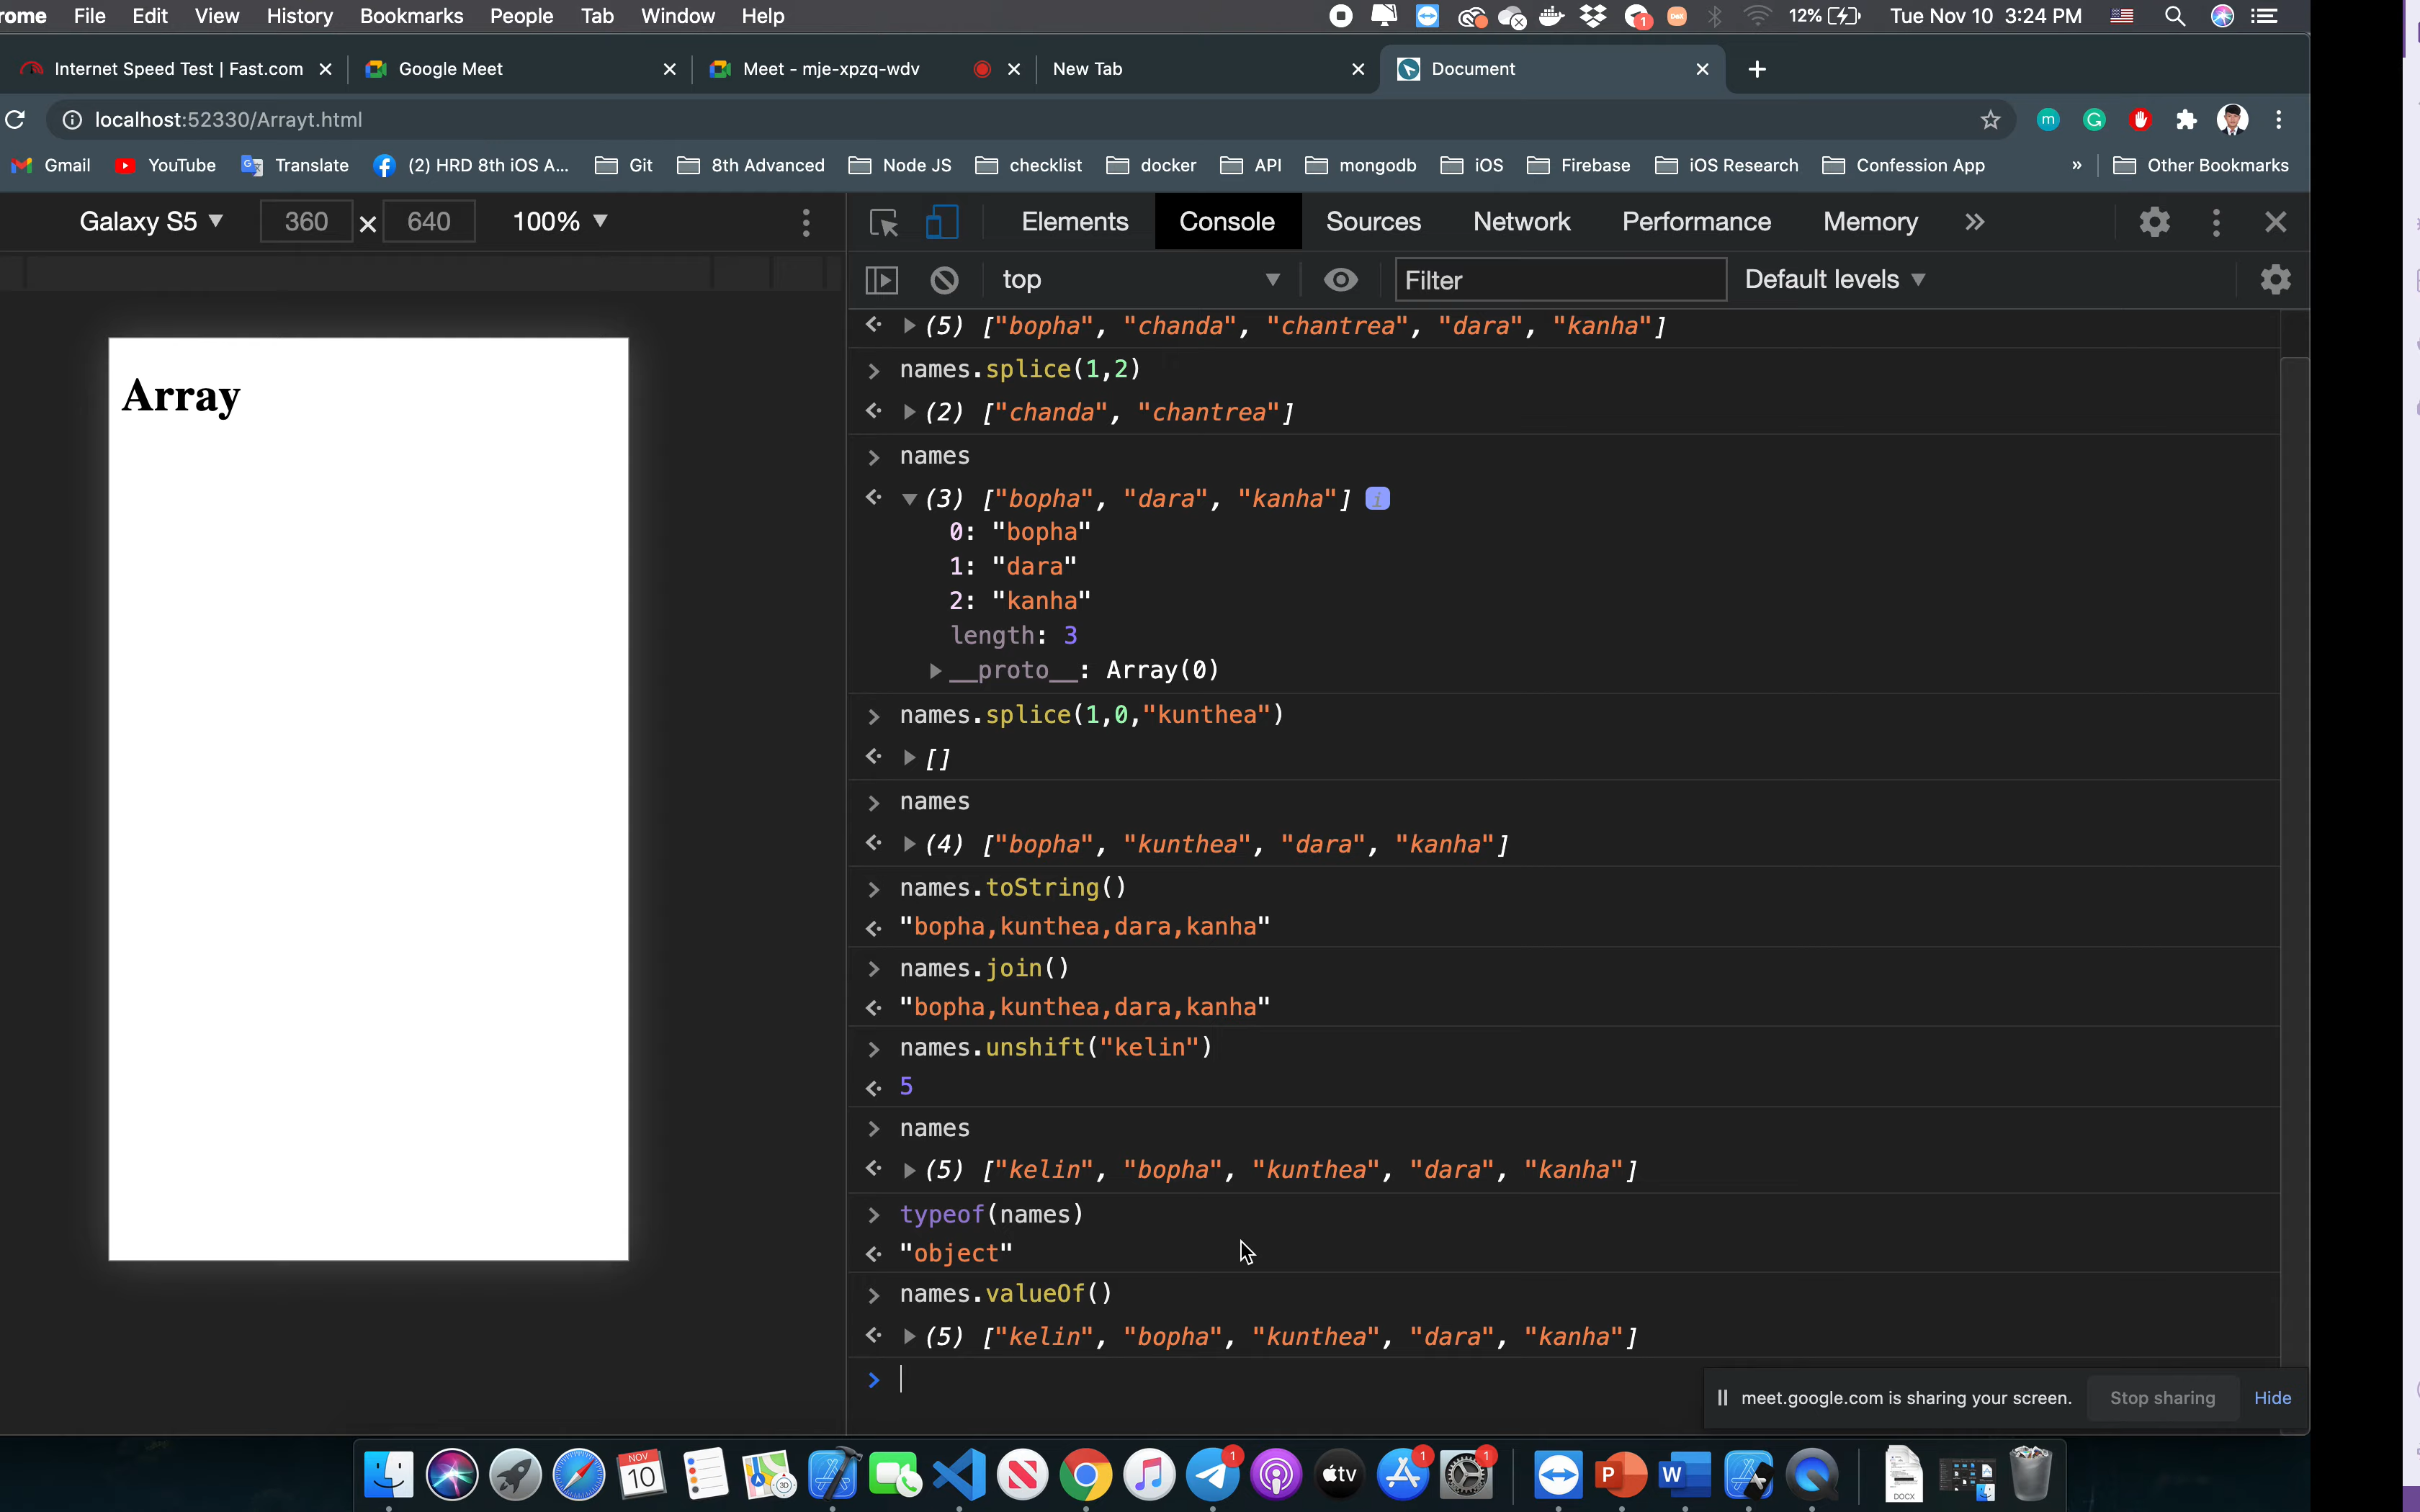 rome File Edit View History Bookmarks People Tab Window Help 12% Tue Nov 10 3:24 PM
Internet Speed Test | Fast.com Google Meet Meet - mje-xpzq-wdv New Tab Document
localhost:52330/Arrayt.html
Gmail YouTube Translate (2) HRD 8th iOS A... Git 8th Advanced Node JS checklist docker API mongodb iOS Firebase iOS Research Confession App » Other Bookmarks
Galaxy S5 ▼ 360 × 640 100% ▼ Elements Console Sources Network Performance Memory »
top ▼ Filter Default levels ▼
Array
(5) ["bopha", "chanda", "chantrea", "dara", "kanha"]
> names.splice(1,2)
(2) ["chanda", "chantrea"]
> names
(3) ["bopha", "dara", "kanha"] i
0: "bopha"
1: "dara"
2: "kanha"
length: 3
__proto__: Array(0)
> names.splice(1,0,"kunthea")
[]
> names
(4) ["bopha", "kunthea", "dara", "kanha"]
> names.toString()
"bopha,kunthea,dara,kanha"
> names.join()
"bopha,kunthea,dara,kanha"
> names.unshift("kelin")
5
> names
(5) ["kelin", "bopha", "kunthea", "dara", "kanha"]
> typeof(names)
"object"
> names.valueOf()
(5) ["kelin", "bopha", "kunthea", "dara", "kanha"]
>
meet.google.com is sharing your screen. Stop sharing Hide
NOV
10
3D
1
tv
1
1
P
W
DOCX